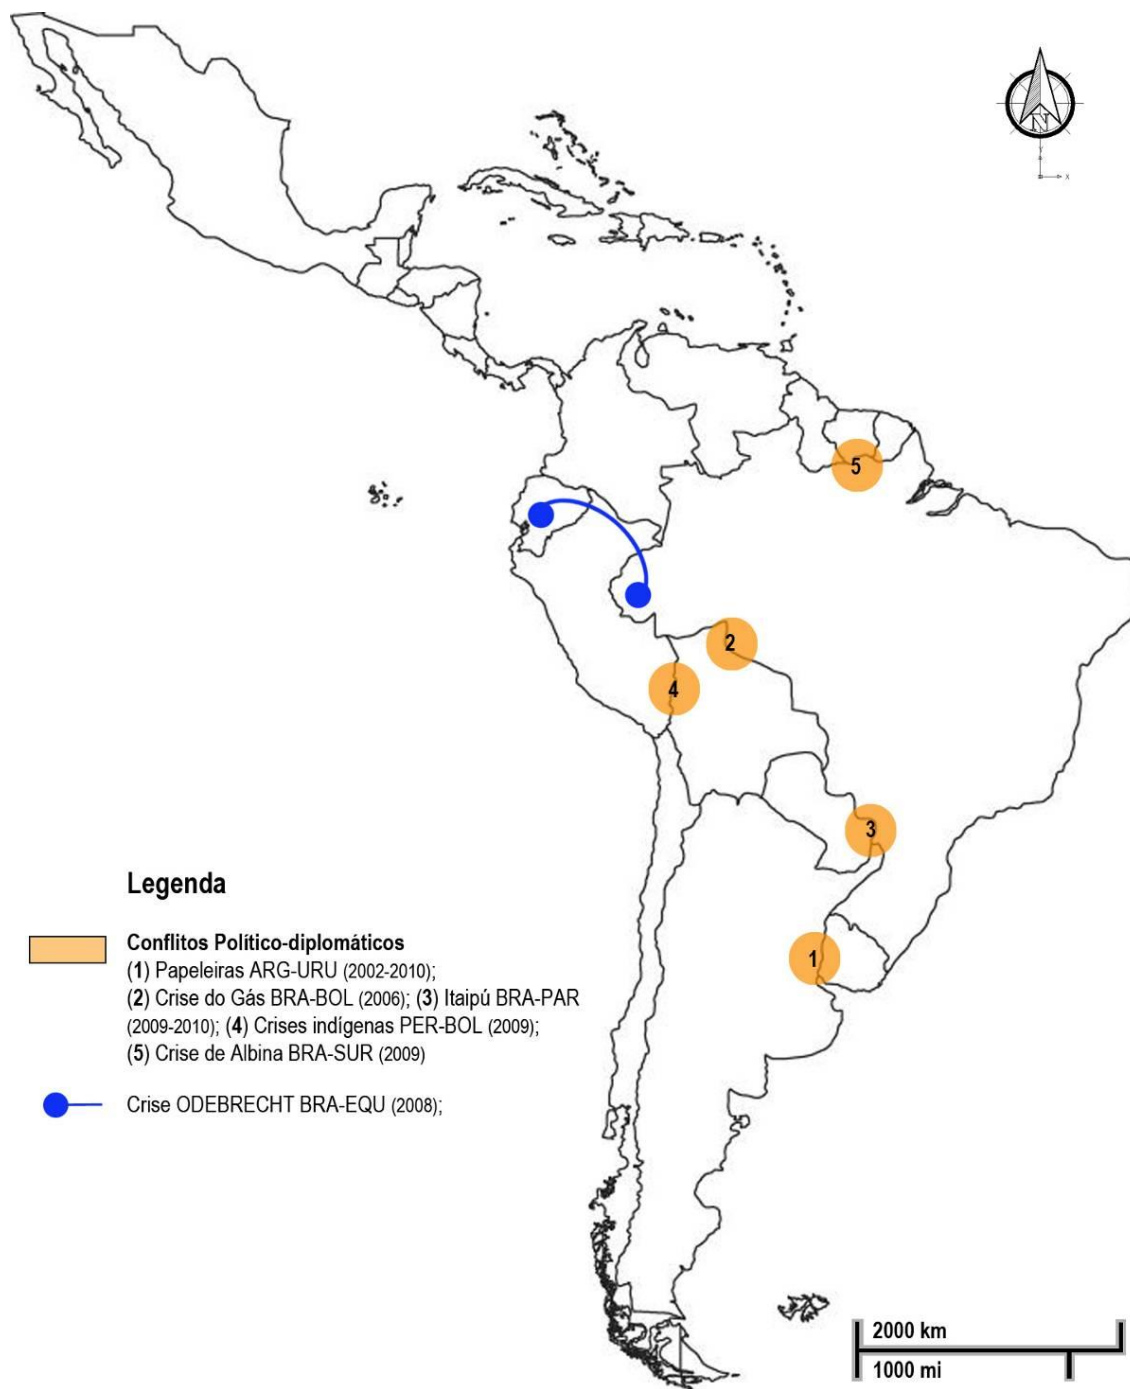 N
Y
X
5
2
4
3
1
Legenda
Conflitos Político-diplomáticos
(1) Papeleiras ARG-URU (2002-2010);
(2) Crise do Gás BRA-BOL (2006); (3) Itaipú BRA-PAR
(2009-2010); (4) Crises indígenas PER-BOL (2009);
(5) Crise de Albina BRA-SUR (2009)
Crise ODEBRECHT BRA-EQU (2008);
2000 km
1000 mi